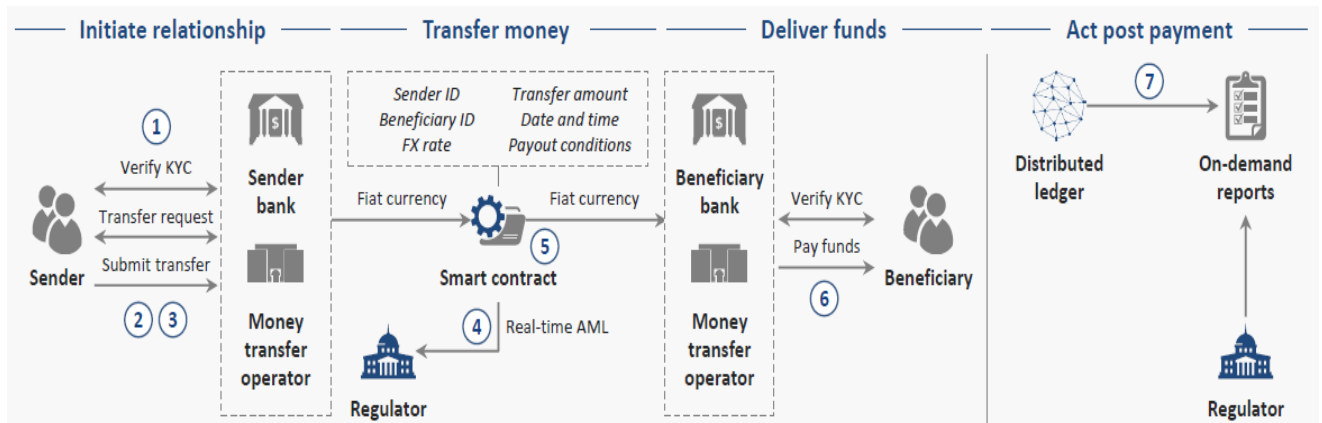 Initiate relationship
Transfer money
Deliver funds
Act post payment
1
Verify KYC
Transfer request
Submit transfer
Sender
2 3
$
Sender
bank
Money
transfer
operator
Sender ID
Beneficiary ID
FX rate
Transfer amount
Date and time
Payout conditions
Fiat currency
Fiat currency
5
Smart contract
4
Real-time AML
Regulator
$
Beneficiary
bank
Money
transfer
operator
Verify KYC
Pay funds
6
Beneficiary
7
Distributed
ledger
On-demand
reports
Regulator